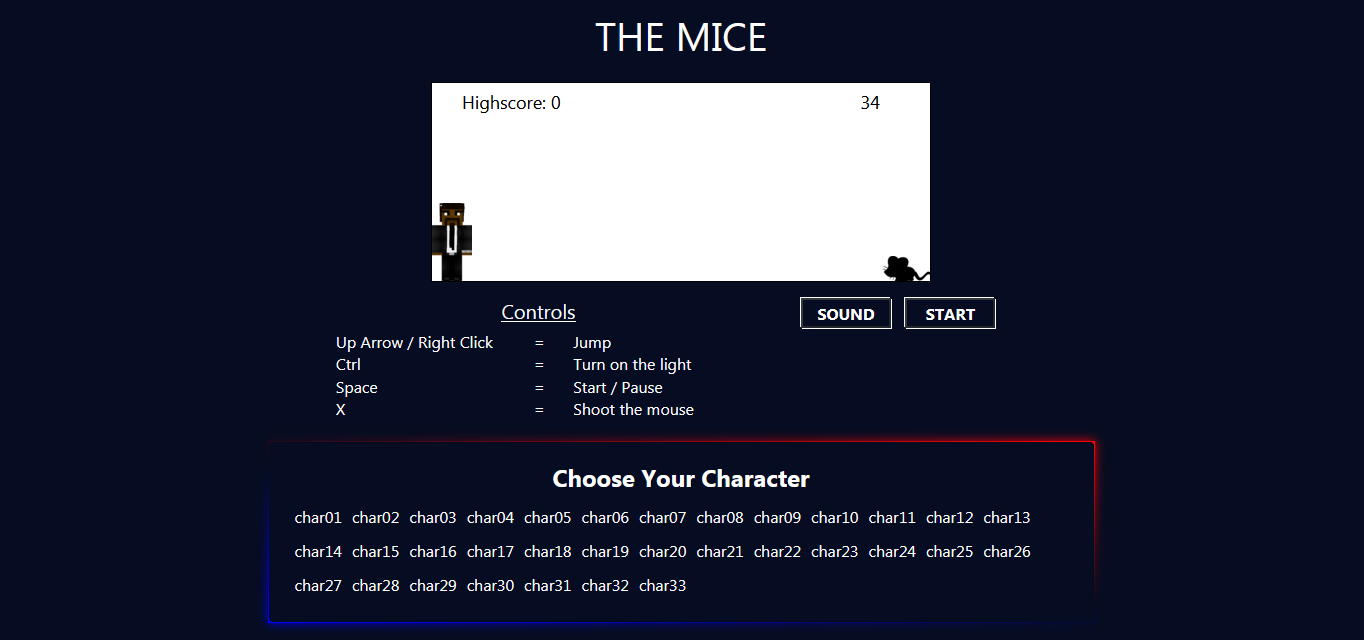 THE MICE
Highscore: 0 34
Controls
SOUND START
Up Arrow / Right Click = Jump
Ctrl = Turn on the light
Space = Start / Pause
X = Shoot the mouse
Choose Your Character
char01 char02 char03 char04 char05 char06 char07 char08 char09 char10 char11 char12 char13
char14 char15 char16 char17 char18 char19 char20 char21 char22 char23 char24 char25 char26
char27 char28 char29 char30 char31 char32 char33